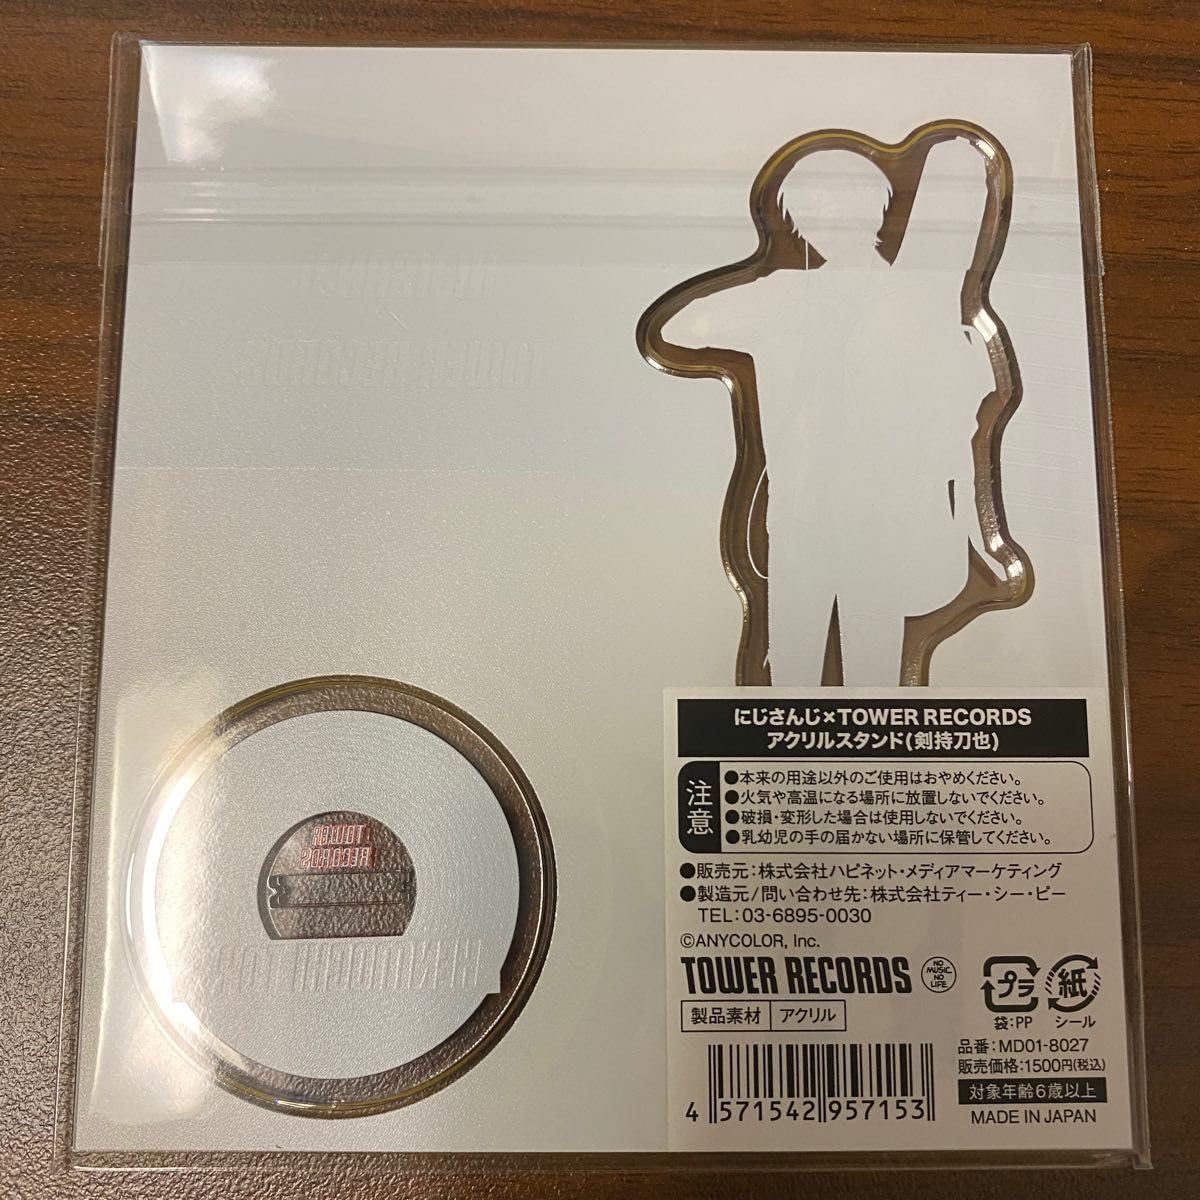 NIJISANJI
TOWER RECORDS
TOWER
RECORDS
にじさんじ×TOWER RECORDS
アクリルスタンド(剣持刀也)
注意
●本来の用途以外のご使用はおやめください。
●火気や高温になる場所に放置しないでください。
●破損・変形した場合は使用しないでください。
●乳幼児の手の届かない場所に保管してください。
●販売元:株式会社ハピネット・メディアマーケティング
●製造元/問い合わせ先:株式会社ティー・シー・ピー
TEL:03-6895-0030
©ANYCOLOR, Inc.
TOWER RECORDS
NO MUSIC, NO LIFE.
プラ
紙
袋:PP
シール
製品素材 アクリル
品番:MD01-8027
販売価格:1500円(税込)
対象年齢6歳以上
MADE IN JAPAN
4 571542 957153